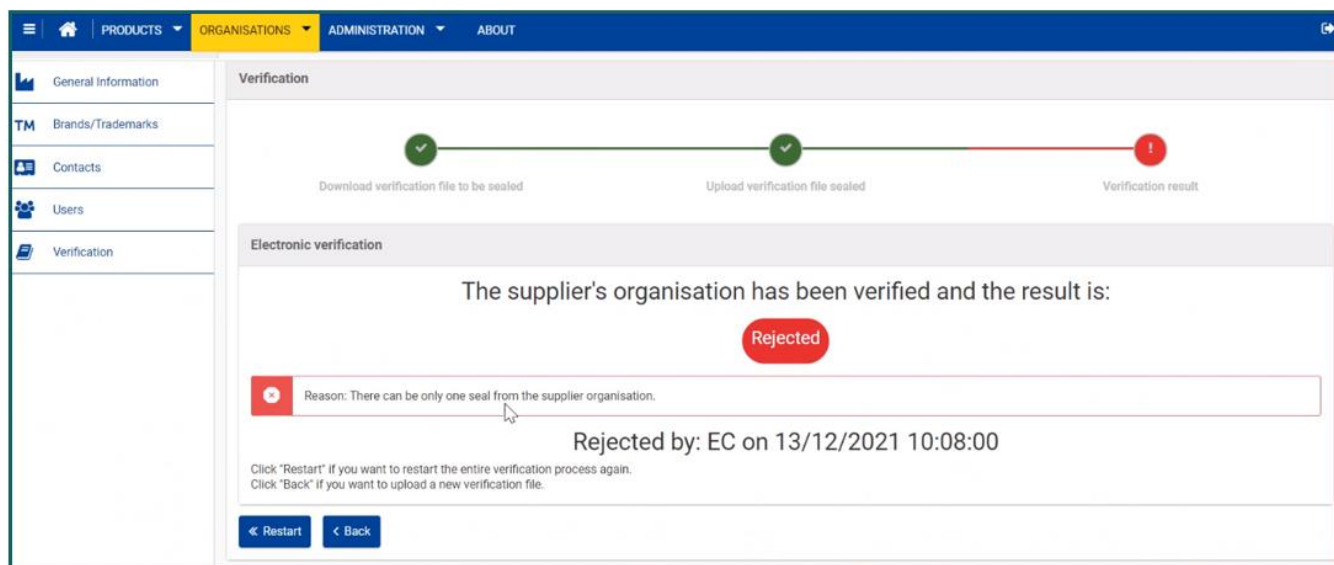 PRODUCTS
ORGANISATIONS
ADMINISTRATION
ABOUT
General Information
TM Brands/Trademarks
Contacts
Users
Verification
Verification
Download verification file to be sealed
Upload verification file sealed
Verification result
Electronic verification
The supplier's organisation has been verified and the result is:
Rejected
Reason: There can be only one seal from the supplier organisation.
Rejected by: EC on 13/12/2021 10:08:00
Click "Restart" if you want to restart the entire verification process again.
Click "Back" if you want to upload a new verification file.
« Restart
< Back